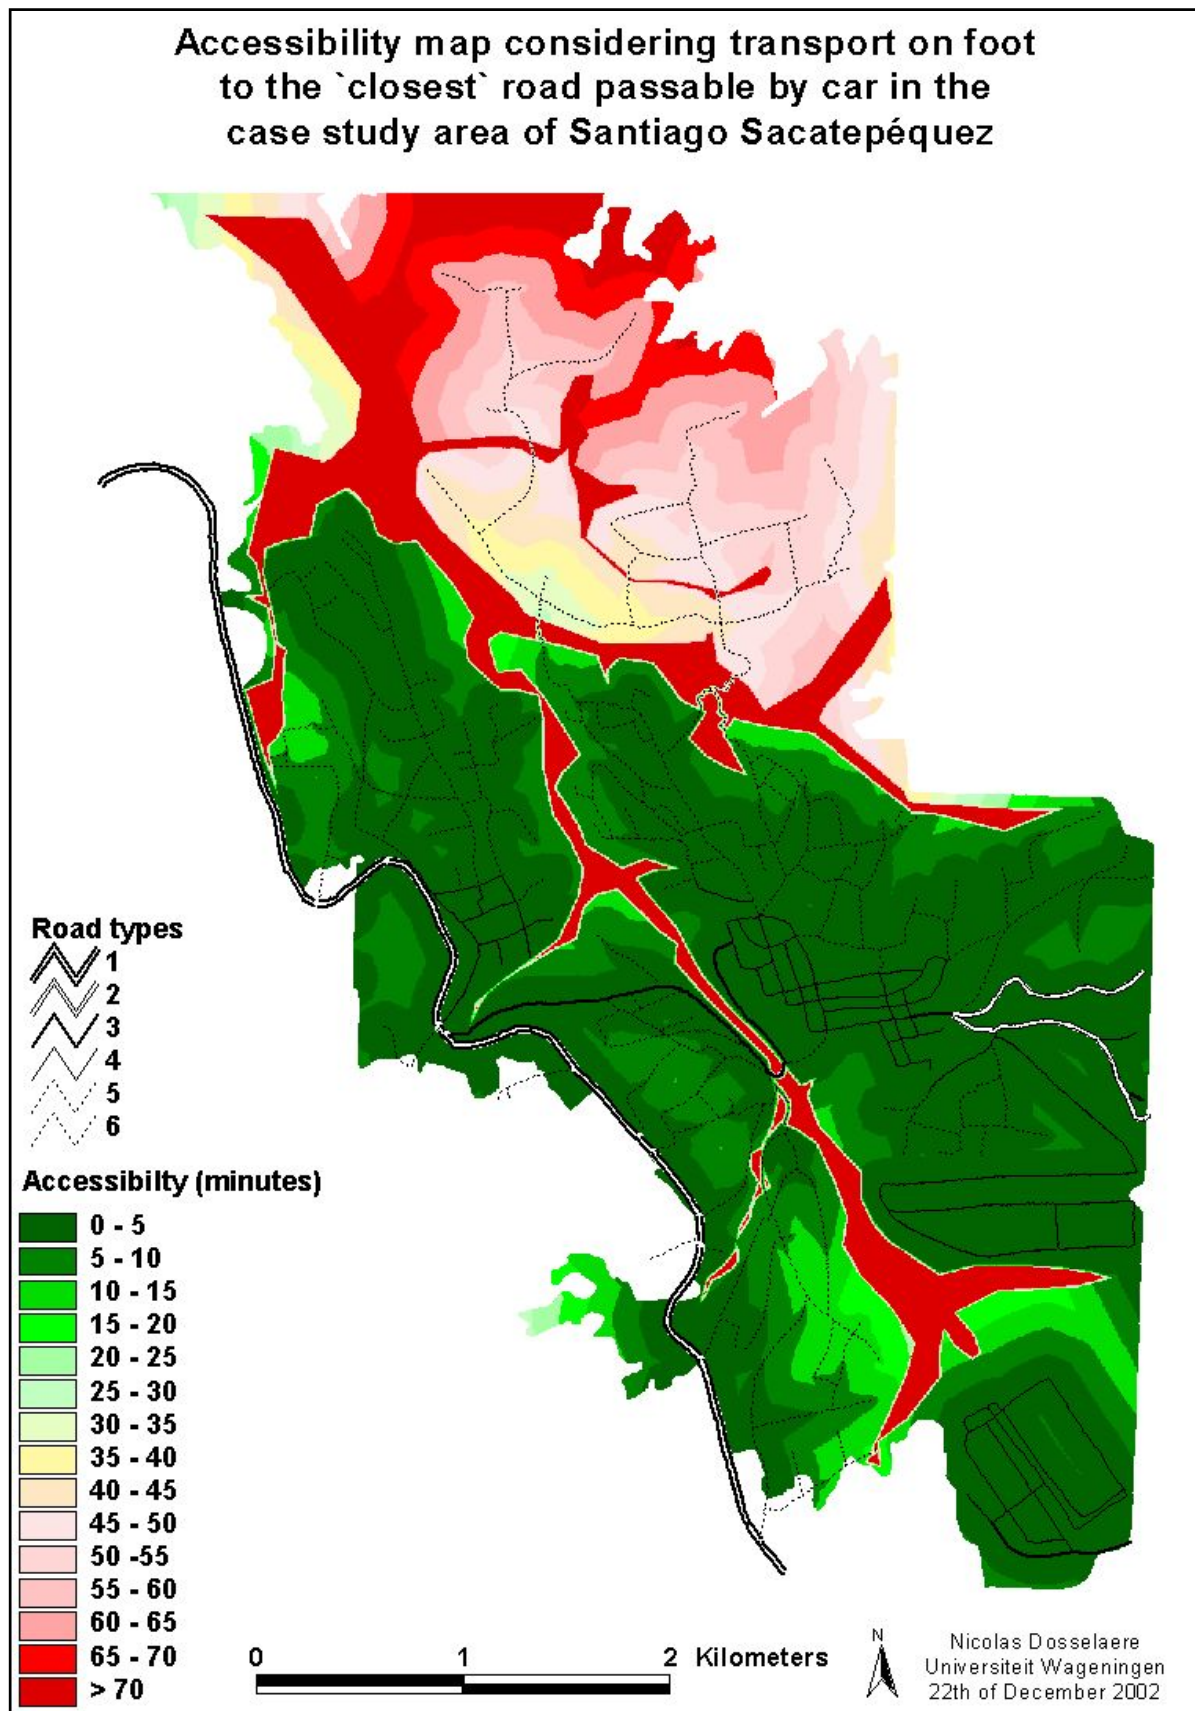 Accessibility map considering transport on foot
to the `closest` road passable by car in the
case study area of Santiago Sacatepéquez
Road types
1
2
3
4
5
6
Accessibilty (minutes)
0 - 5
5 - 10
10 - 15
15 - 20
20 - 25
25 - 30
30 - 35
35 - 40
40 - 45
45 - 50
50 -55
55 - 60
60 - 65
65 - 70
> 70
0 1 2 Kilometers
N
Nicolas Dosselaere
Universiteit Wageningen
22th of December 2002